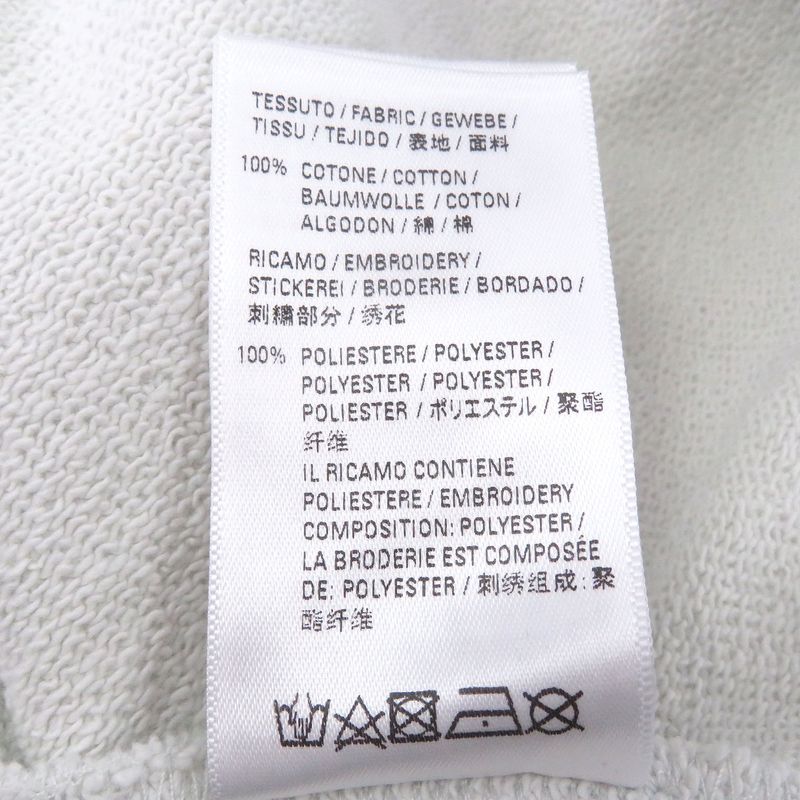 TESSUTO / FABRIC / GEWEBE /
TISSU / TEJIDO / 表地 / 面料
100% COTONE / COTTON /
BAUMWOLLE / COTON /
ALGODON / 綿 / 棉
RICAMO / EMBROIDERY /
STICKEREI / BRODERIE / BORDADO /
刺繍部分 / 绣花
100% POLIESTERE / POLYESTER /
POLYESTER / POLYESTER /
POLIESTER / ポリエステル / 聚酯
纤维
IL RICAMO CONTIENE
POLIESTERE / EMBROIDERY
COMPOSITION: POLYESTER /
LA BRODERIE EST COMPOSÉE
DE: POLYESTER / 刺绣组成: 聚
酯纤维